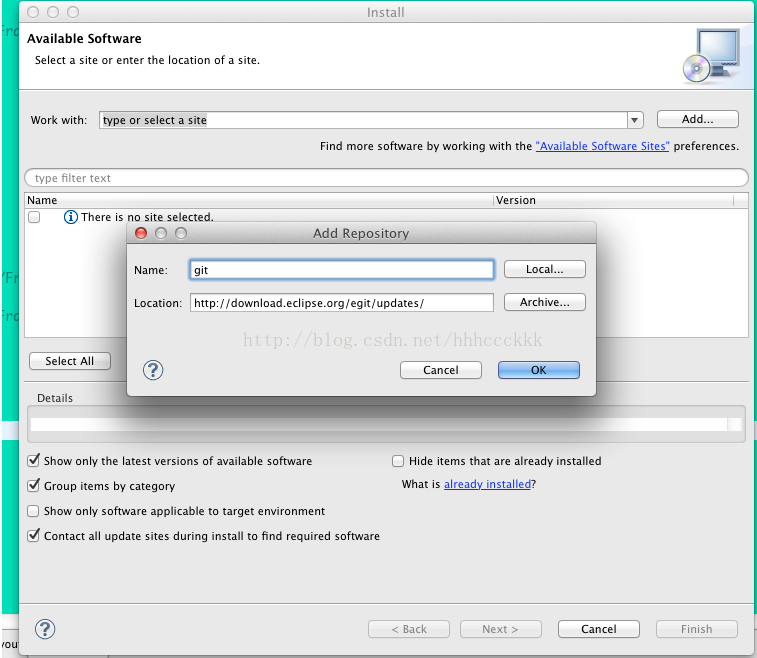 Install
Available Software
Select a site or enter the location of a site.
Work with: type or select a site Add...
Find more software by working with the "Available Software Sites" preferences.
type filter text
Name Version
There is no site selected.
Add Repository
Name: git Local...
Location: http://download.eclipse.org/egit/updates/ Archive...
http://blog.csdn.net/hhhccckkk
? Cancel OK
Select All
Details
Show only the latest versions of available software Hide items that are already installed
Group items by category What is already installed?
Show only software applicable to target environment
Contact all update sites during install to find required software
? < Back Next > Cancel Finish